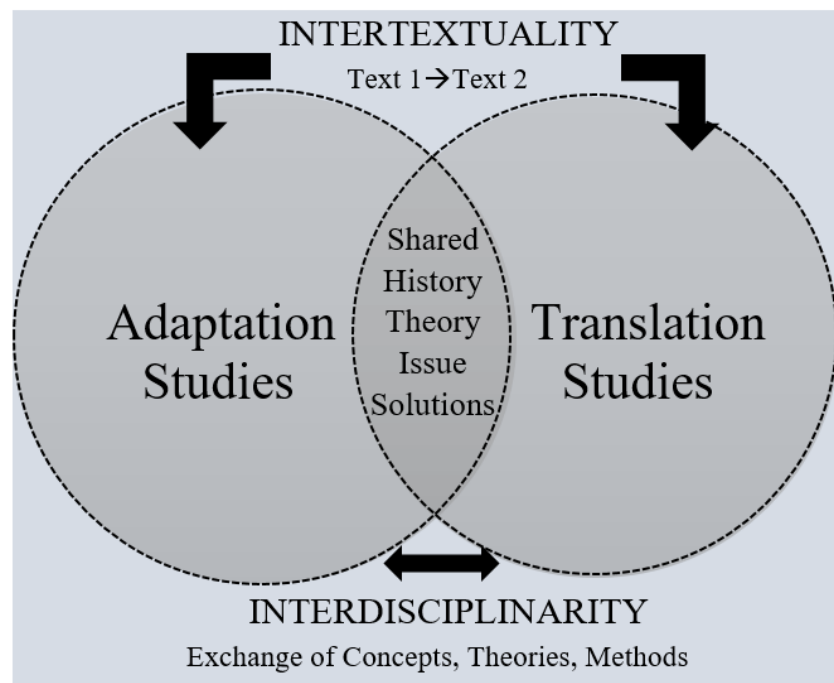 INTERTEXTUALITY
Text 1→Text 2
Adaptation
Studies
Shared
History
Theory
Issue
Solutions
Translation
Studies
INTERDISCIPLINARITY
Exchange of Concepts, Theories, Methods